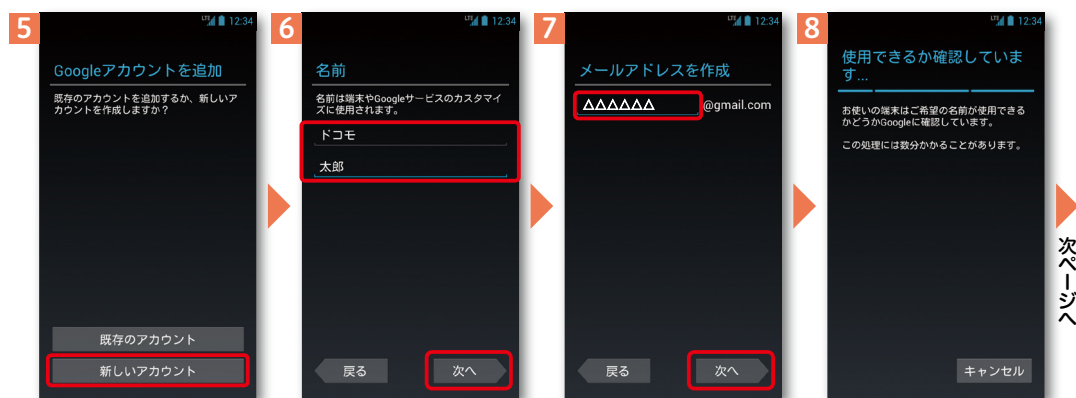 5
LTE 12:34
Googleアカウントを追加
既存のアカウントを追加するか、新しいア
カウントを作成しますか？
既存のアカウント
新しいアカウント
6
LTE 12:34
名前
名前は端末やGoogleサービスのカスタマイ
ズに使用されます。
ドコモ
太郎
戻る
次へ
7
LTE 12:34
メールアドレスを作成
△△△△△△ @gmail.com
戻る
次へ
8
LTE 12:34
使用できるか確認していま
す...
お使いの端末はご希望の名前が使用できる
かどうかGoogleに確認しています。
この処理には数分かかることがあります。
キャンセル
次ページへ